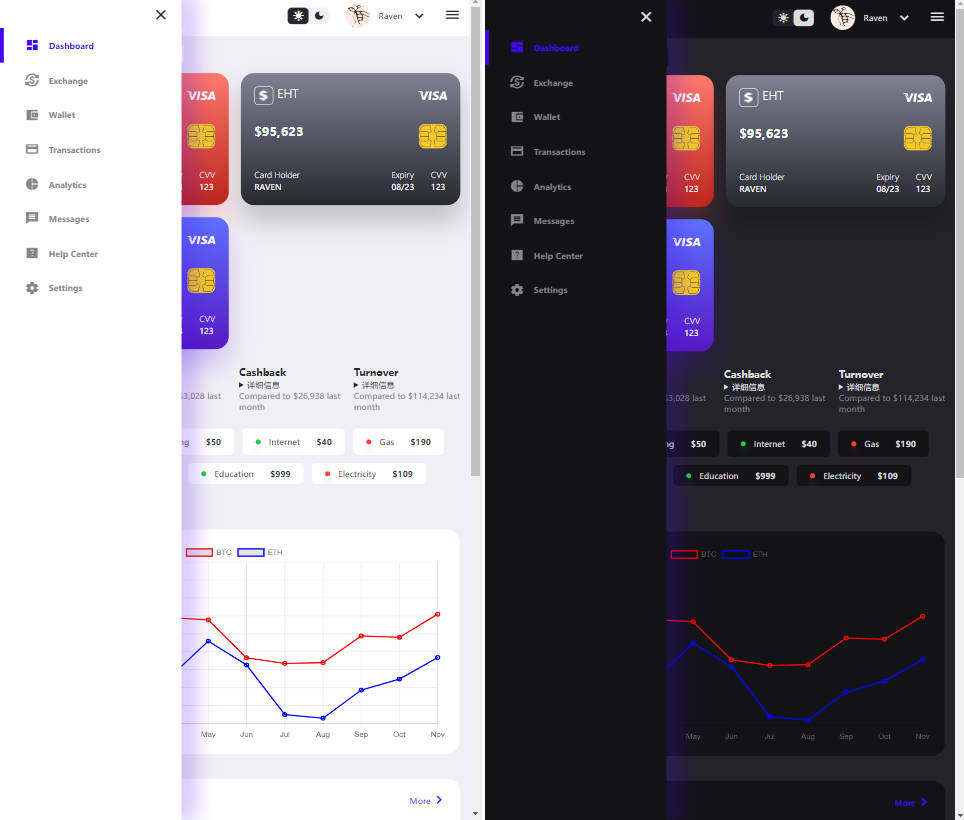 Raven
Dashboard
Exchange
Wallet
Transactions
Analytics
Messages
Help Center
Settings
VISA
CVV
123
EHT
VISA
$95,623
Card Holder
RAVEN
Expiry
08/23
CVV
123
VISA
CVV
123
Cashback
详细信息
Compared to $26,938 last
month
Turnover
详细信息
Compared to $114,234 last
month
3,028 last
ng $50
Internet $40
Gas $190
Education $999
Electricity $109
BTC ETH
May Jun Jul Aug Sep Oct Nov
More
Raven
Dashboard
Exchange
Wallet
Transactions
Analytics
Messages
Help Center
Settings
VISA
CVV
123
EHT
VISA
$95,623
Card Holder
RAVEN
Expiry
08/23
CVV
123
VISA
CVV
123
Cashback
详细信息
Compared to $26,938 last
month
Turnover
详细信息
Compared to $114,234 last
month
3,028 last
ng $50
Internet $40
Gas $190
Education $999
Electricity $109
BTC ETH
May Jun Jul Aug Sep Oct Nov
More